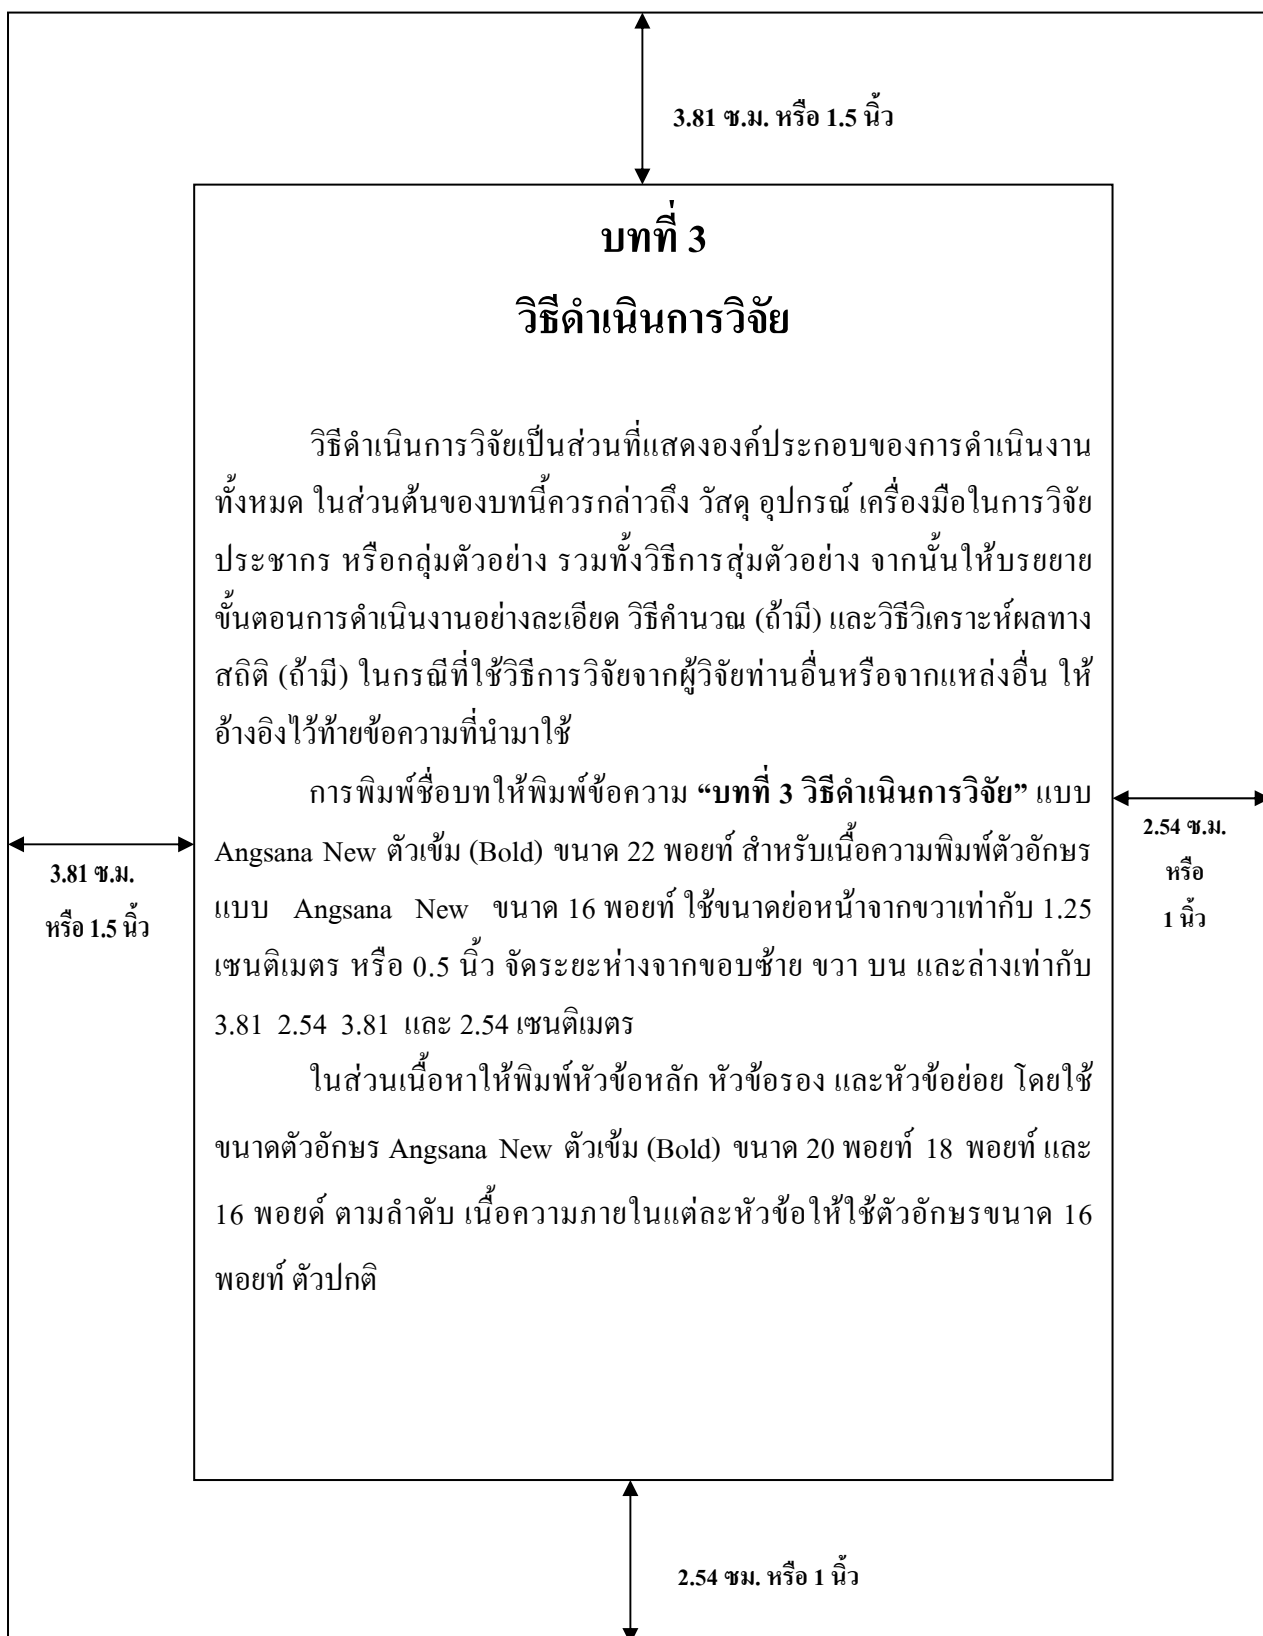 3.81 ซ.ม. หรือ 1.5 นิ้ว
บทที่ 3
วิธีดำเนินการวิจัย
วิธีดำเนินการวิจัยเป็นส่วนที่แสดงองค์ประกอบของการดำเนินงาน
ทั้งหมด ในส่วนต้นของบทนี้ควรกล่าวถึง วัสดุ อุปกรณ์ เครื่องมือในการวิจัย
ประชากร หรือกลุ่มตัวอย่าง รวมทั้งวิธีการสุ่มตัวอย่าง จากนั้นให้บรยยาย
ขั้นตอนการดำเนินงานอย่างละเอียด วิธีคำนวณ (ถ้ามี) และวิธีวิเคราะห์ผลทาง
สถิติ (ถ้ามี) ในกรณีที่ใช้วิธีการวิจัยจากผู้วิจัยท่านอื่นหรือจากแหล่งอื่น ให้
อ้างอิงไว้ท้ายข้อความที่นำมาใช้
การพิมพ์ชื่อบทให้พิมพ์ข้อความ “บทที่ 3 วิธีดำเนินการวิจัย” แบบ
Angsana New ตัวเข้ม (Bold) ขนาด 22 พอยท์ สำหรับเนื้อความพิมพ์ตัวอักษร
แบบ Angsana New ขนาด 16 พอยท์ ใช้ขนาดย่อหน้าจากขวาเท่ากับ 1.25
เซนติเมตร หรือ 0.5 นิ้ว จัดระยะห่างจากขอบซ้าย ขวา บน และล่างเท่ากับ
3.81 2.54 3.81 และ 2.54 เซนติเมตร
ในส่วนเนื้อหาให้พิมพ์หัวข้อหลัก หัวข้อรอง และหัวข้อย่อย โดยใช้
ขนาดตัวอักษร Angsana New ตัวเข้ม (Bold) ขนาด 20 พอยท์ 18 พอยท์ และ
16 พอยด์ ตามลำดับ เนื้อความภายในแต่ละหัวข้อให้ใช้ตัวอักษรขนาด 16
พอยท์ ตัวปกติ
3.81 ซ.ม.
หรือ 1.5 นิ้ว
2.54 ซ.ม.
หรือ
1 นิ้ว
2.54 ซม. หรือ 1 นิ้ว